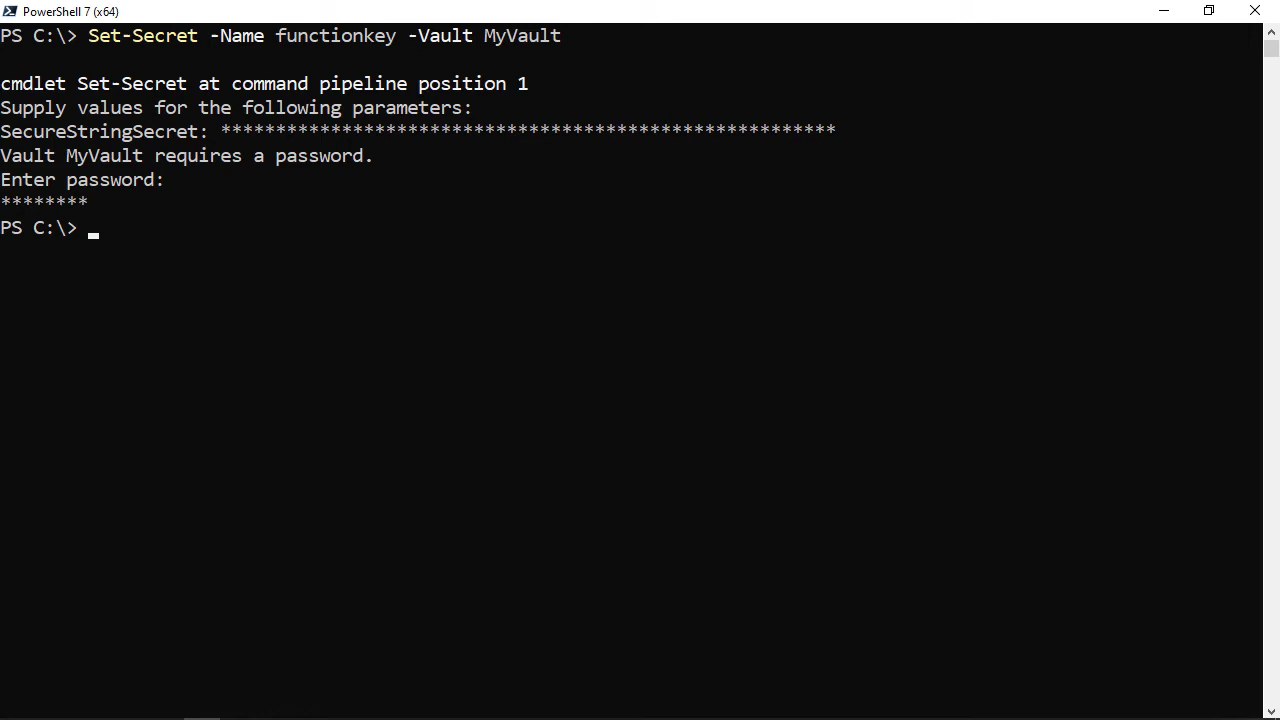 PowerShell 7 (x64)
PS C:\> Set-Secret -Name functionkey -Vault MyVault
cmdlet Set-Secret at command pipeline position 1
Supply values for the following parameters:
SecureStringSecret: ********************************************************
Vault MyVault requires a password.
Enter password:
********
PS C:\>